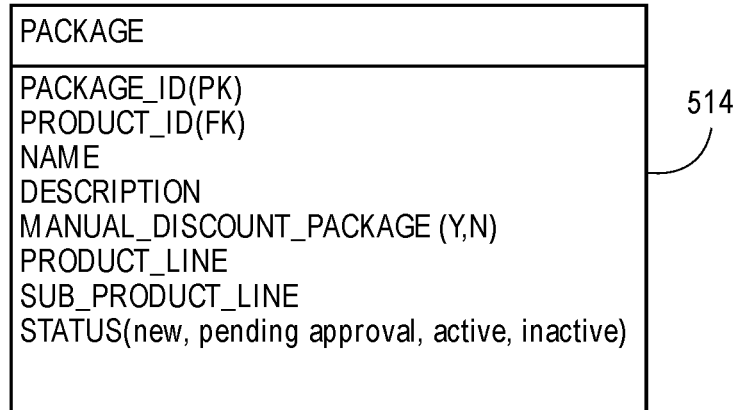 PACKAGE
PACKAGE_ID(PK)
PRODUCT_ID(FK)
NAME
DESCRIPTION
MANUAL_DISCOUNT_PACKAGE (Y,N)
PRODUCT_LINE
SUB_PRODUCT_LINE
STATUS(new, pending approval, active, inactive)
514